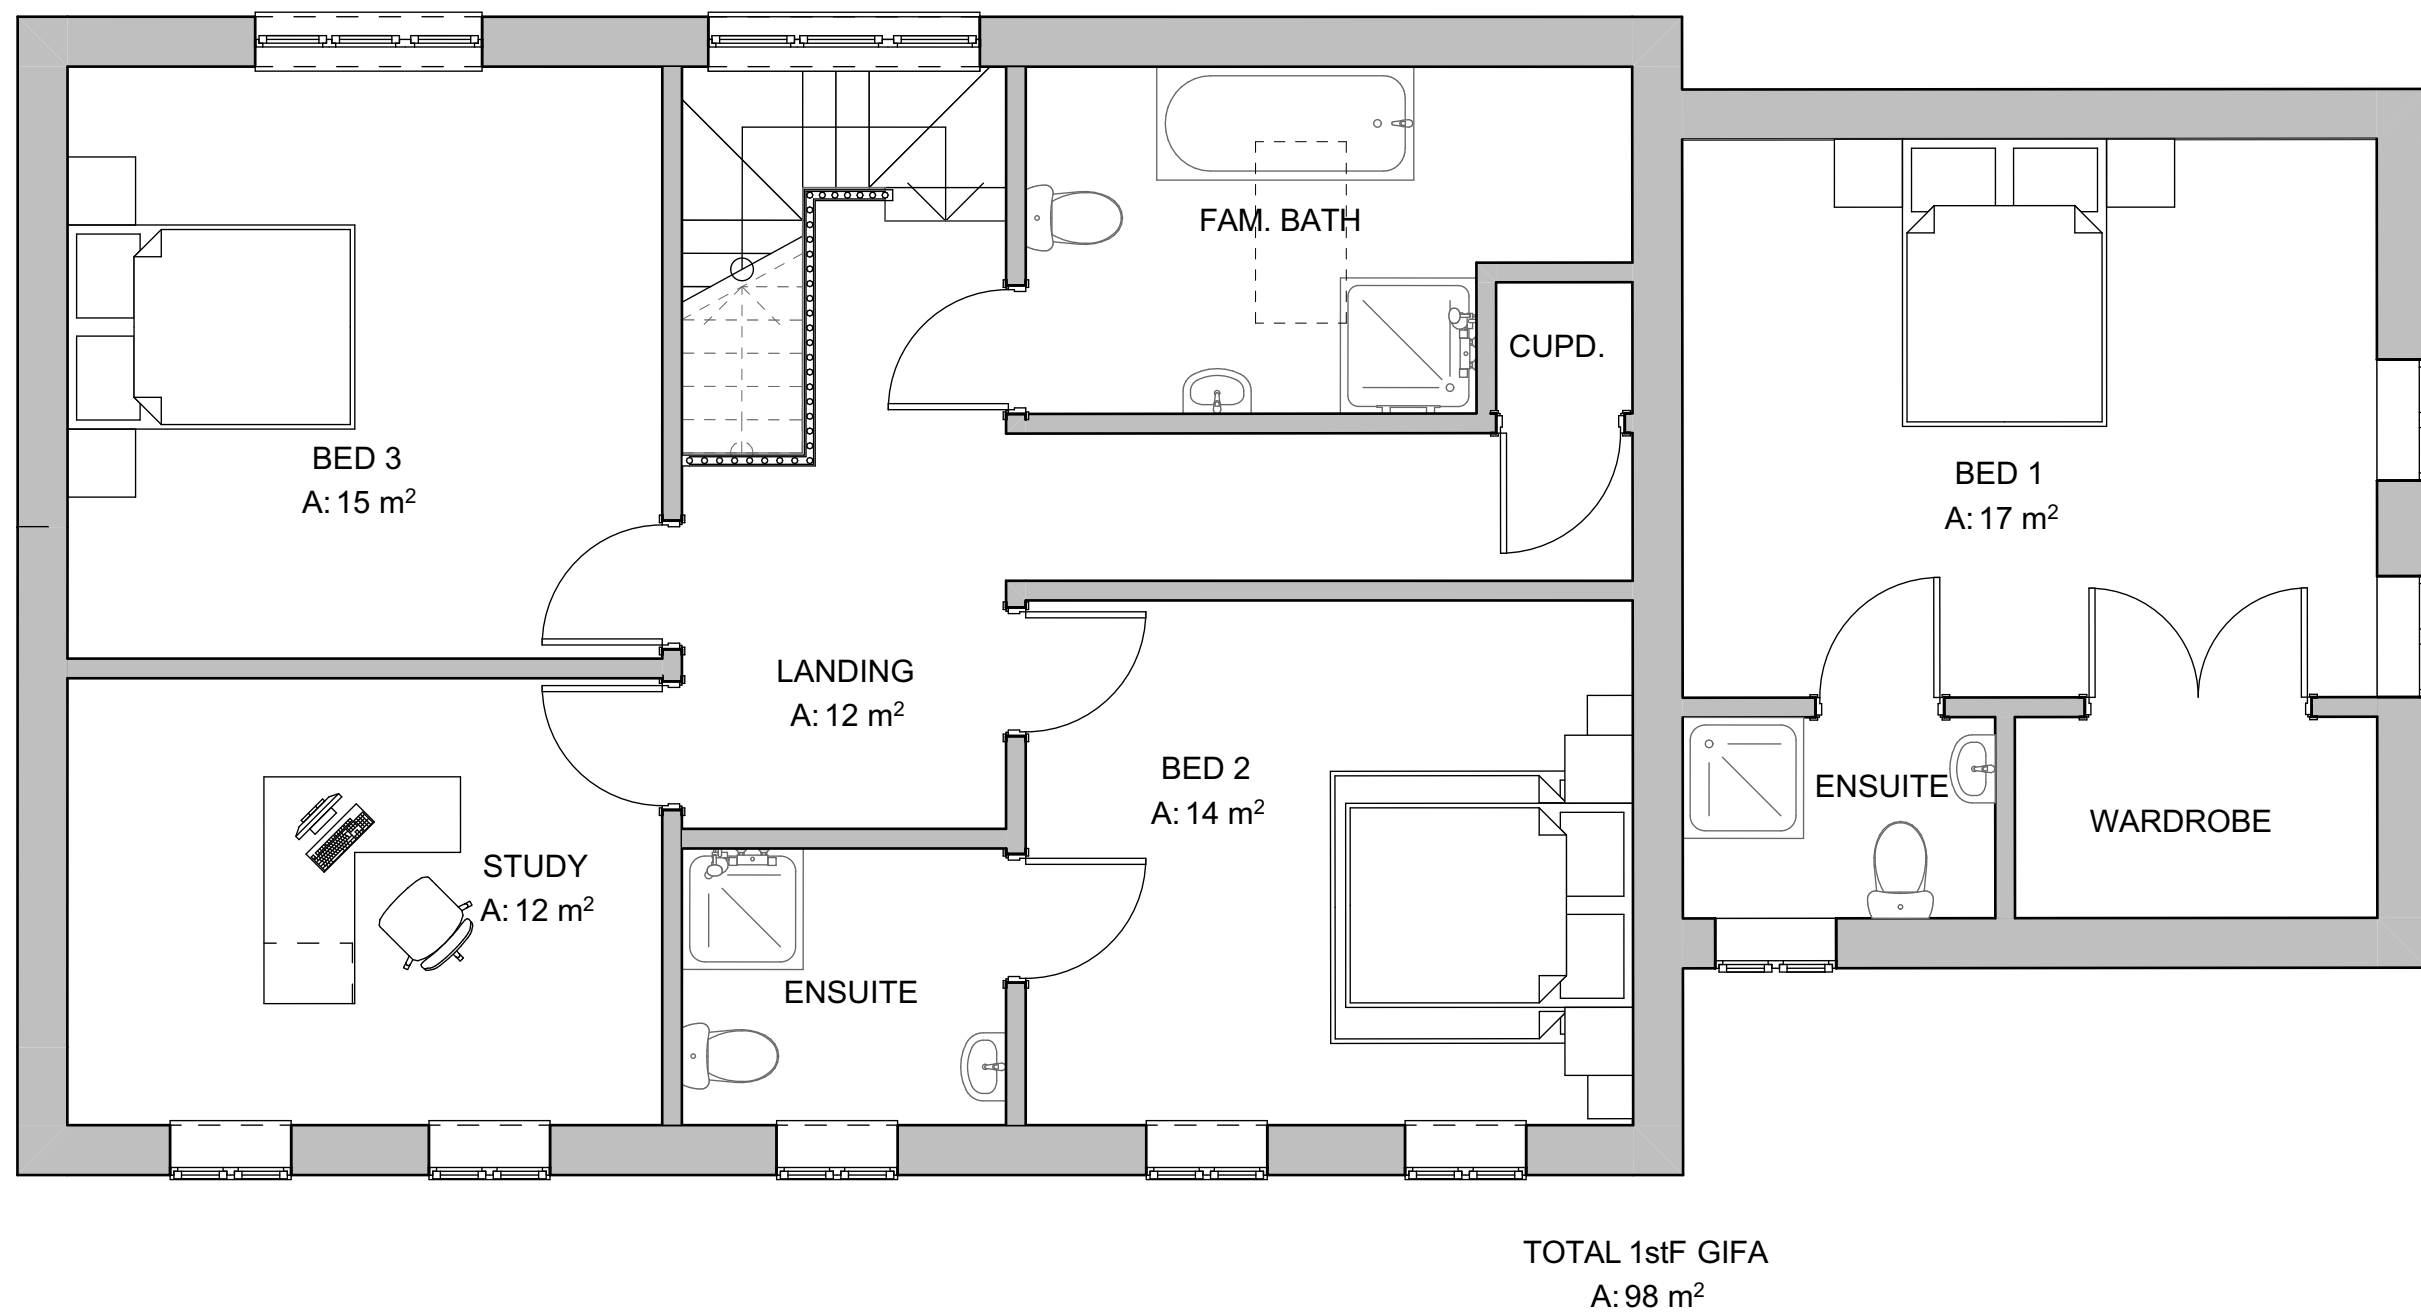 FAM. BATH
CUPD.
BED 3
A: 15 m²
BED 1
A: 17 m²
LANDING
A: 12 m²
BED 2
A: 14 m²
ENSUITE
WARDROBE
STUDY
A: 12 m²
ENSUITE
TOTAL 1stF GIFA
A: 98 m²